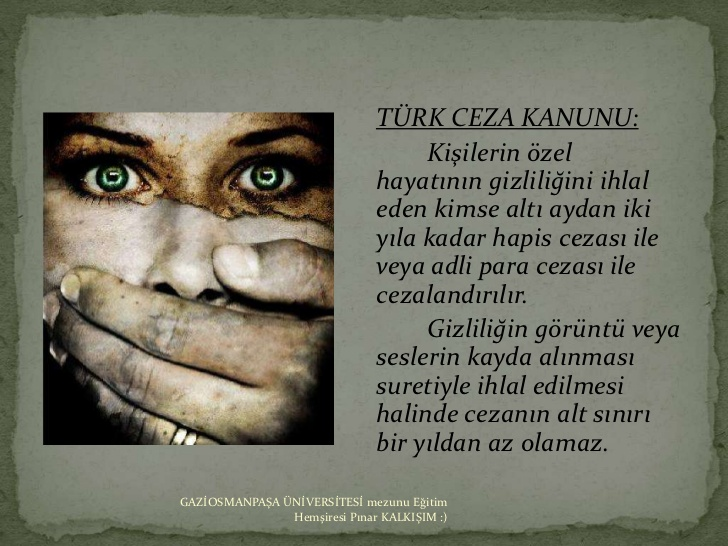 TÜRK CEZA KANUNU:
Kişilerin özel
hayatının gizliliğini ihlal
eden kimse altı aydan iki
yıla kadar hapis cezası ile
veya adli para cezası ile
cezalandırılır.
Gizliliğin görüntü veya
seslerin kayda alınması
suretiyle ihlal edilmesi
halinde cezanın alt sınırı
bir yıldan az olamaz.
GAZİOSMANPAŞA ÜNİVERSİTESİ mezunu Eğitim
Hemşiresi Pınar KALKIŞIM :)